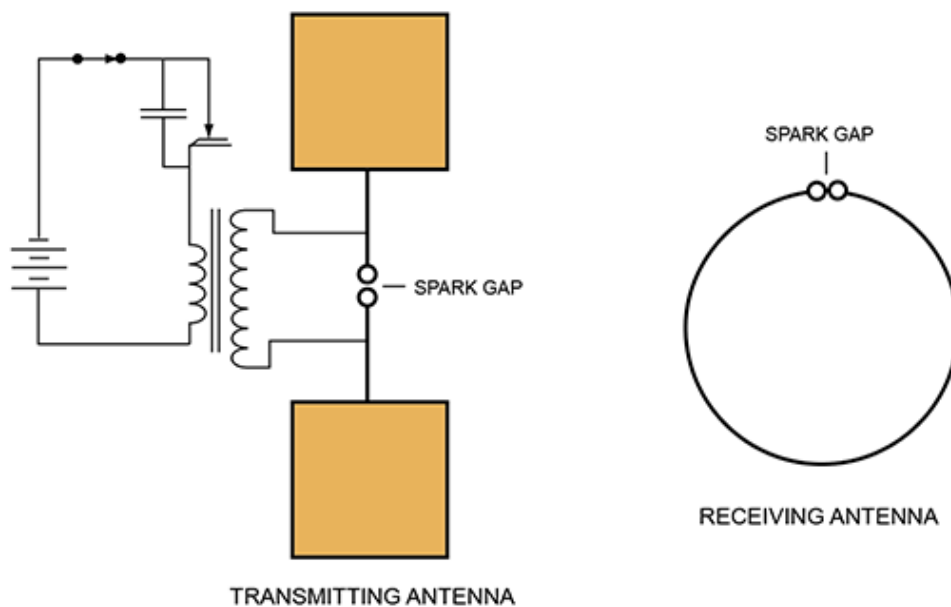 SPARK GAP
SPARK GAP
TRANSMITTING ANTENNA
RECEIVING ANTENNA